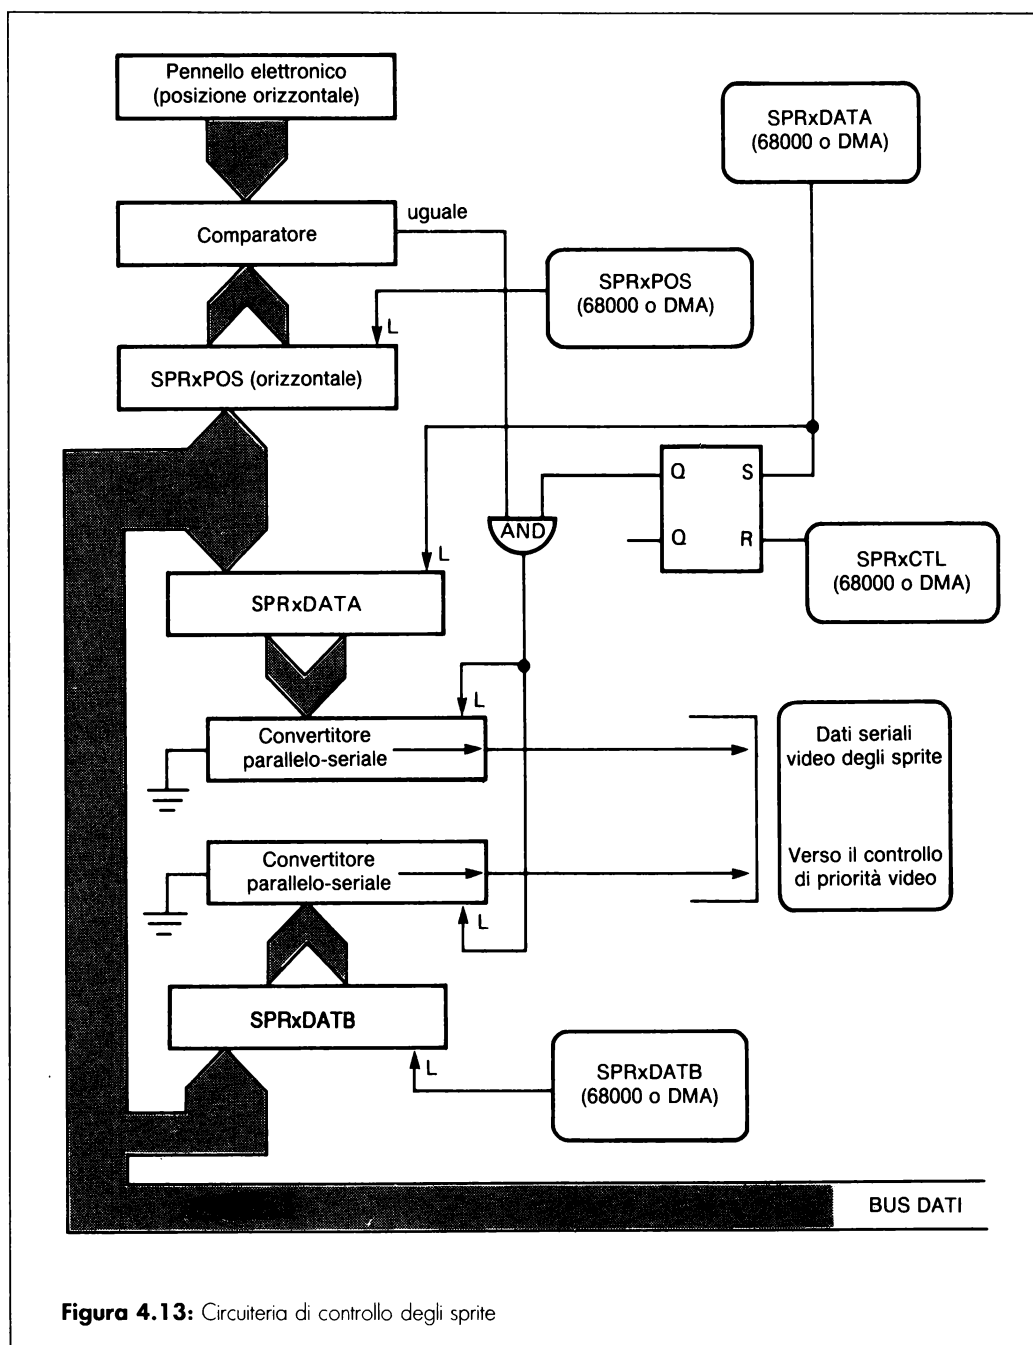 Pennello elettronico
(posizione orizzontale)
SPRxDATA
(68000 o DMA)
uguale
Comparatore
SPRxPOS
(68000 o DMA)
L
SPRxPOS (orizzontale)
Q
S
AND
Q
R
L
SPRxCTL
(68000 o DMA)
SPRxDATA
L
Convertitore
parallelo-seriale
Dati seriali
video degli sprite
Convertitore
parallelo-seriale
Verso il controllo
di priorità video
L
SPRxDATB
L
SPRxDATB
(68000 o DMA)
BUS DATI
Figura 4.13: Circuiteria di controllo degli sprite